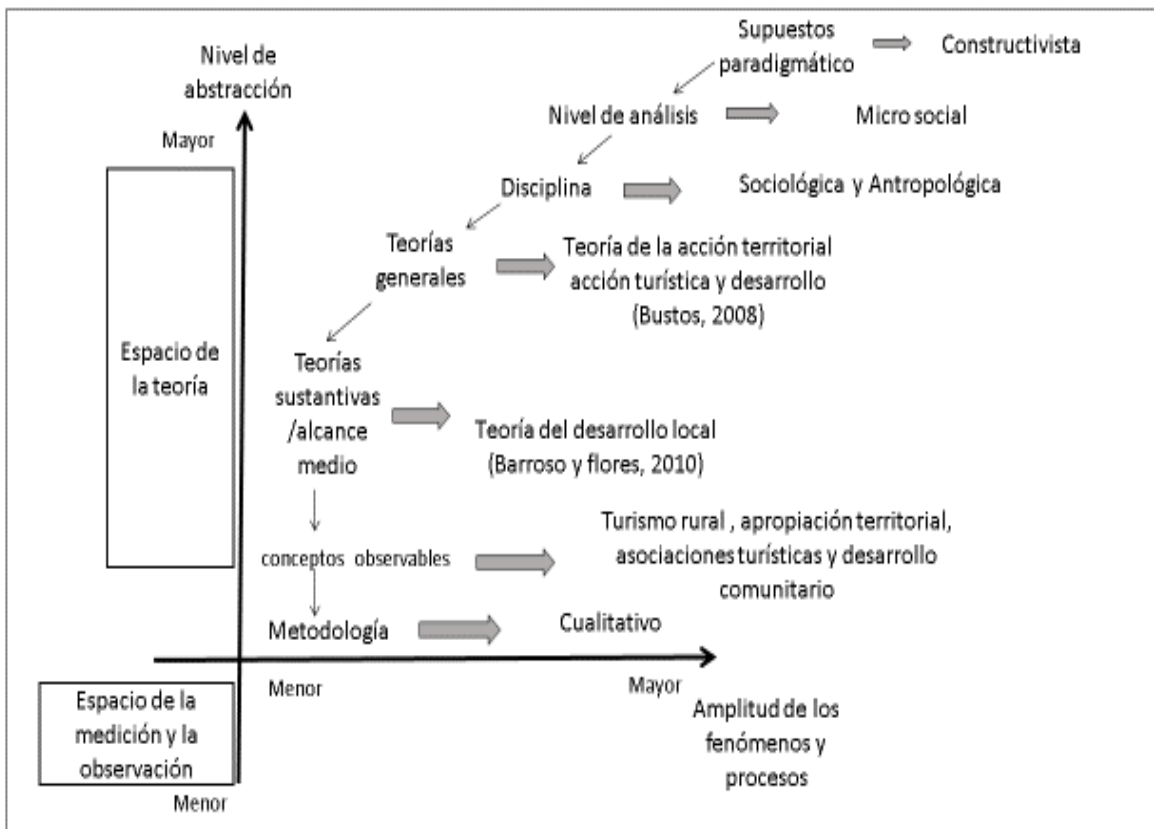 Supuestos
paradigmático
Constructivista
Nivel de
abstracción
Mayor
Nivel de análisis
Micro social
Disciplina
Sociológica y Antropológica
Teorías
generales
Teoría de la acción territorial
acción turística y desarrollo
(Bustos, 2008)
Espacio de
la teoría
Teorías
sustantivas
/alcance
medio
Teoría del desarrollo local
(Barroso y flores, 2010)
conceptos observables
Turismo rural , apropiación territorial,
asociaciones turísticas y desarrollo
comunitario
Metodología
Cualitativo
Menor
Mayor
Espacio de la
medición y la
observación
Amplitud de los
fenómenos y
procesos
Menor